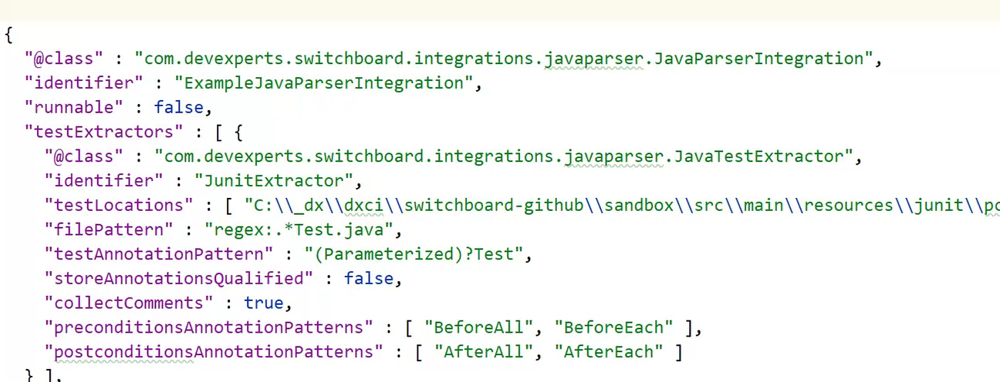 {
"@class" : "com.devexperts.switchboard.integrations.javaparser.JavaParserIntegration",
"identifier" : "ExampleJavaParserIntegration",
"runnable" : false,
"testExtractors" : [ {
"@class" : "com.devexperts.switchboard.integrations.javaparser.JavaTestExtractor",
"identifier" : "JunitExtractor",
"testLocations" : [ "C:\\_dx\\dxci\\switchboard-github\\sandbox\\src\\main\\resources\\junit\\po
"filePattern" : "regex:.*Test.java",
"testAnnotationPattern" : "(Parameterized)?Test",
"storeAnnotationsQualified" : false,
"collectComments" : true,
"preconditionsAnnotationPatterns" : [ "BeforeAll", "BeforeEach" ],
"postconditionsAnnotationPatterns" : [ "AfterAll", "AfterEach" ]
} ],